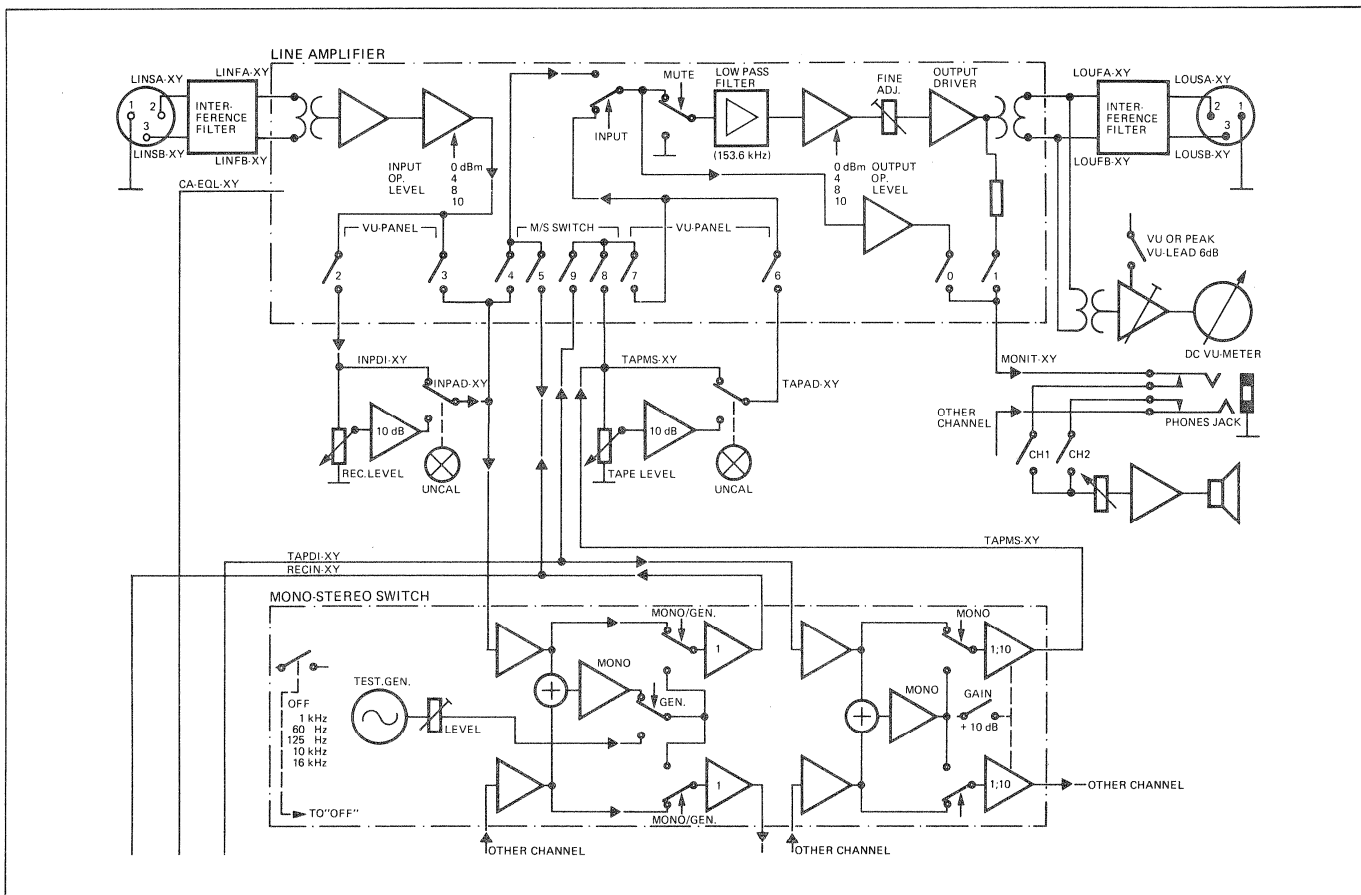 LINE AMPLIFIER
LINSA-XY
LINFA-XY
1
2
3
INTER-
FERENCE
FILTER
LINSB-XY
LINFB-XY
CA-EQL-XY
INPUT
OP.
LEVEL
0 dBm
4
8
10
INPUT
MUTE
LOW PASS
FILTER
(153.6 kHz)
FINE
ADJ.
OUTPUT
DRIVER
0 dBm OUTPUT
4 OP.
8 LEVEL
10
LOUFA-XY
LOUSA-XY
INTER-
FERENCE
FILTER
2
1
3
LOUFB-XY
LOUSB-XY
VU-PANEL
M/S SWITCH
VU-PANEL
2
3
4
5
9
8
7
6
0
1
VU OR PEAK
VU-LEAD 6dB
DC VU-METER
INPDI-XY
INPAD-XY
10 dB
REC.LEVEL
UNCAL
TAPMS-XY
TAPAD-XY
10 dB
TAPE LEVEL
UNCAL
MONIT-XY
OTHER
CHANNEL
PHONES JACK
CH1
CH2
TAPDI-XY
RECIN-XY
TAPMS-XY
MONO-STEREO SWITCH
OFF
1 kHz
60 Hz
125 Hz
10 kHz
16 kHz
TO"OFF"
TEST.GEN.
LEVEL
MONO
GEN.
MONO/GEN.
1
MONO/GEN.
1
MONO
MONO
1;10
GAIN
+ 10 dB
1;10
OTHER CHANNEL
OTHER CHANNEL
OTHER CHANNEL